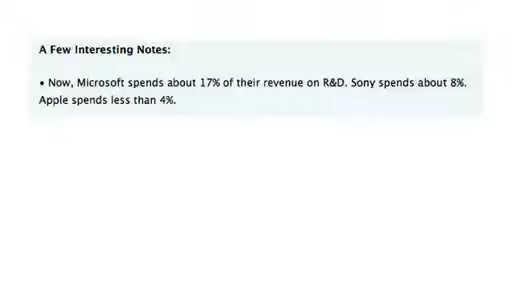 A Few Interesting Notes:
• Now, Microsoft spends about 17% of their revenue on R&D. Sony spends about 8%.
Apple spends less than 4%.